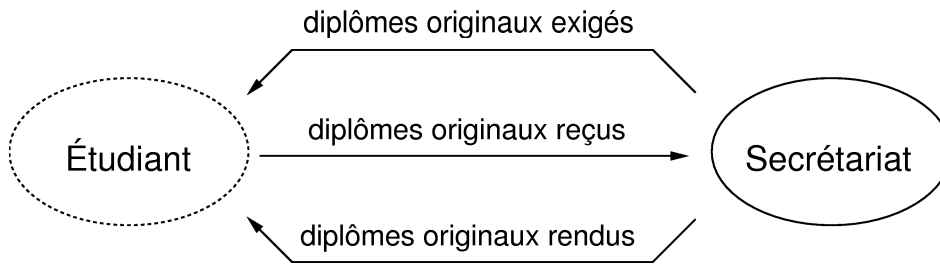 diplômes originaux exigés
Étudiant
diplômes originaux reçus
Secrétariat
diplômes originaux rendus